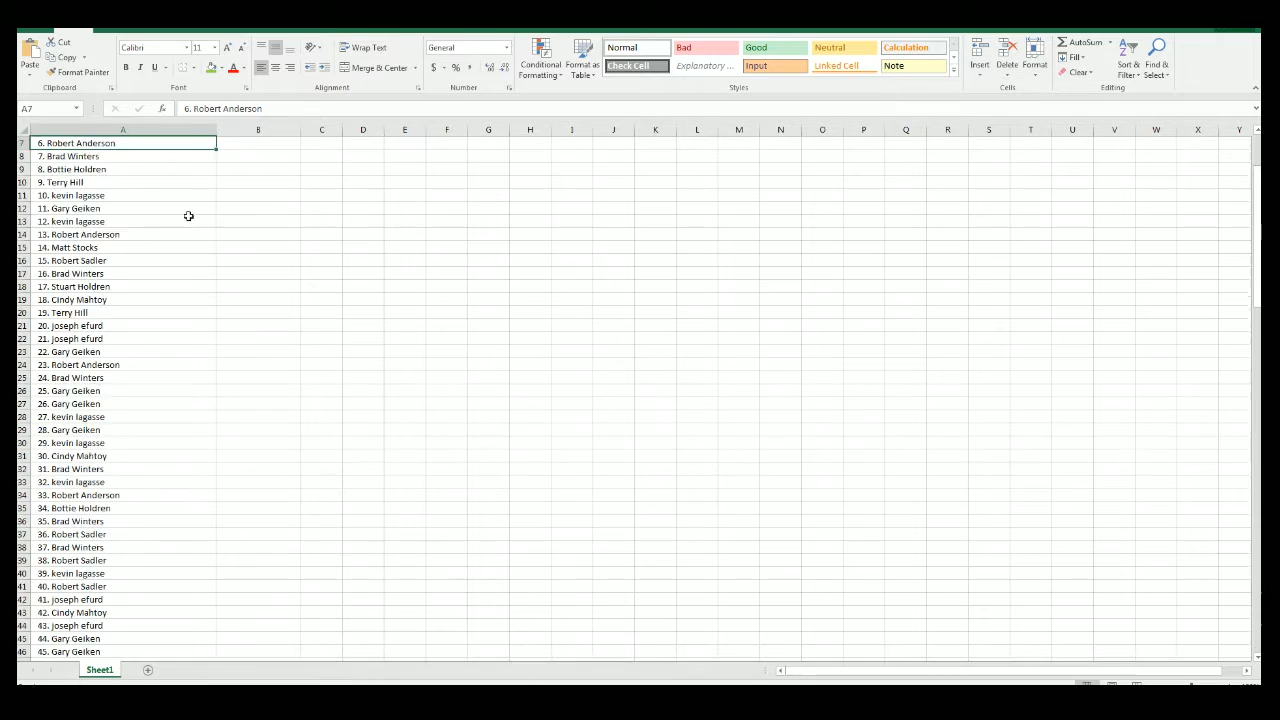 Cut
Calibri 11
Wrap Text
General
Normal Bad Good Neutral Calculation
AutoSum
Copy
Paste
Conditional Formatting
Format as Table
Insert Delete Format
Sort & Filter
Find & Select
Fill
Format Painter
B I U
Merge & Center
$ %
Check Cell Explanatory ... Input Linked Cell Note
Clear
Clipboard Font Alignment Number Styles Cells Editing
A7 fx 6. Robert Anderson
A B C D E F G H I J K L M N O P Q R S T U V W X Y
7 6. Robert Anderson
8 7. Brad Winters
9 8. Bottie Holdren
10 9. Terry Hill
11 10. kevin lagasse
12 11. Gary Geiken
13 12. kevin lagasse
14 13. Robert Anderson
15 14. Matt Stocks
16 15. Robert Sadler
17 16. Brad Winters
18 17. Stuart Holdren
19 18. Cindy Mahtoy
20 19. Terry Hill
21 20. joseph efurd
22 21. joseph efurd
23 22. Gary Geiken
24 23. Robert Anderson
25 24. Brad Winters
26 25. Gary Geiken
27 26. Gary Geiken
28 27. kevin lagasse
29 28. Gary Geiken
30 29. kevin lagasse
31 30. Cindy Mahtoy
32 31. Brad Winters
33 32. kevin lagasse
34 33. Robert Anderson
35 34. Bottie Holdren
36 35. Brad Winters
37 36. Robert Sadler
38 37. Brad Winters
39 38. Robert Sadler
40 39. kevin lagasse
41 40. Robert Sadler
42 41. joseph efurd
43 42. Cindy Mahtoy
44 43. joseph efurd
45 44. Gary Geiken
46 45. Gary Geiken
Sheet1